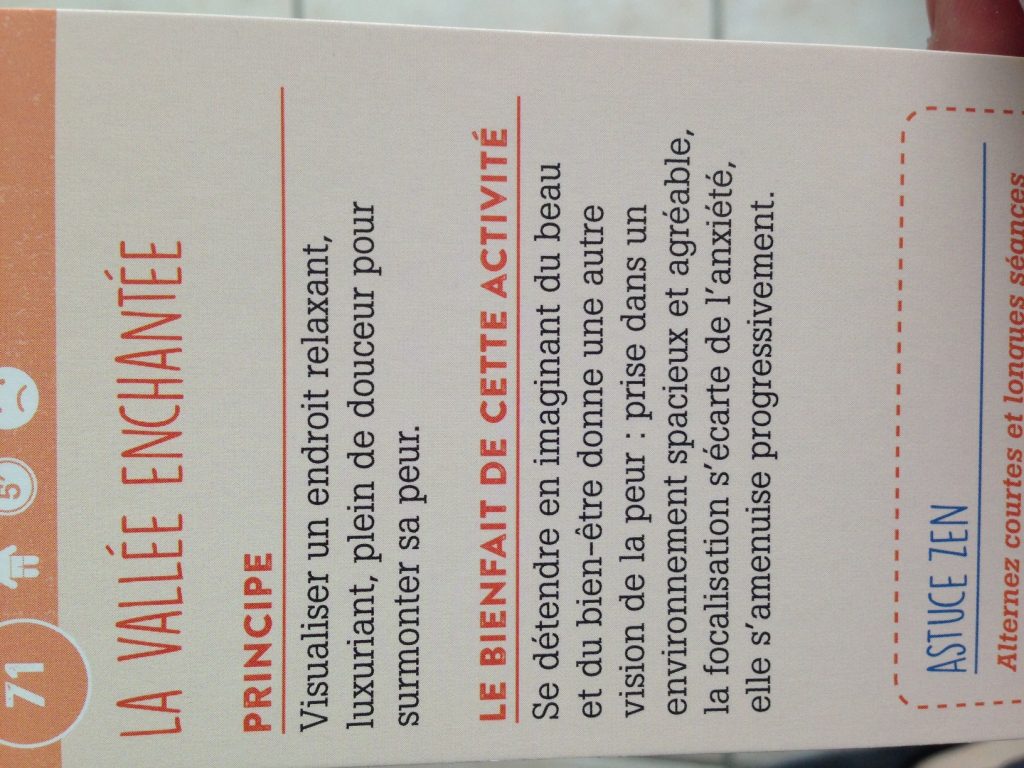 71
5'
LA VALLÉE ENCHANTÉE
PRINCIPE
Visualiser un endroit relaxant,
luxuriant, plein de douceur pour
surmonter sa peur.
LE BIENFAIT DE CETTE ACTIVITÉ
Se détendre en imaginant du beau
et du bien-être donne une autre
vision de la peur : prise dans un
environnement spacieux et agréable,
la focalisation s'écarte de l'anxiété,
elle s'amenuise progressivement.
ASTUCE ZEN
Alternez courtes et longues séances